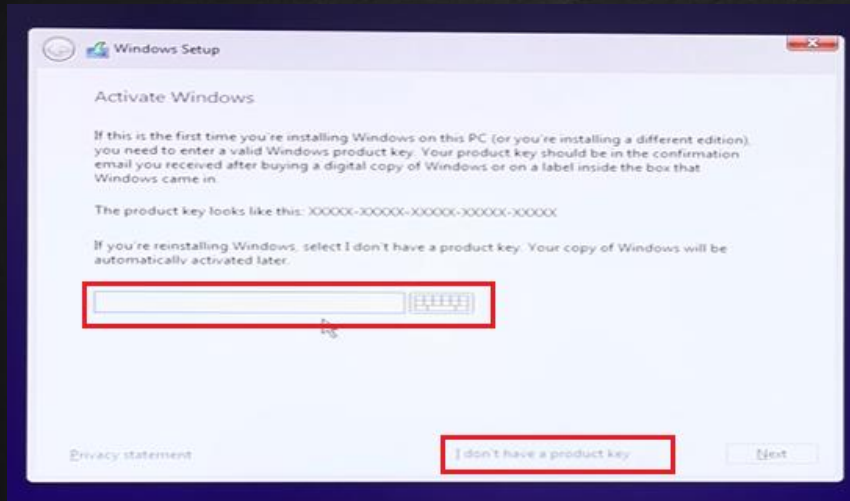 Windows Setup
Activate Windows
If this is the first time you're installing Windows on this PC (or you're installing a different edition),
you need to enter a valid Windows product key. Your product key should be in the confirmation
email you received after buying a digital copy of Windows or on a label inside the box that
Windows came in.
The product key looks like this: XXXXX-XXXXX-XXXXX-XXXXX-XXXXX
If you're reinstalling Windows, select I don't have a product key. Your copy of Windows will be
automatically activated later.
Privacy statement
I don't have a product key
Next